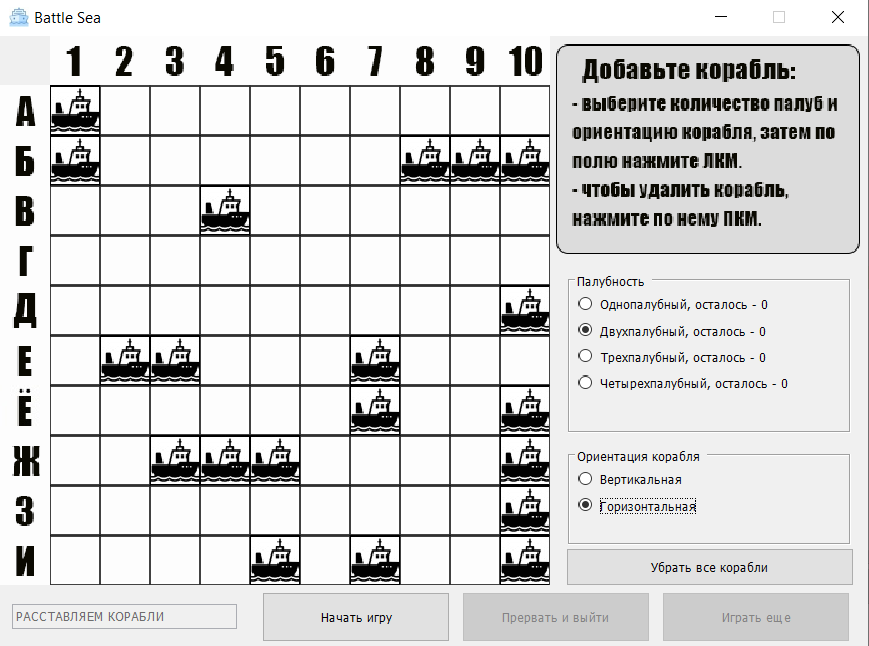 Battle Sea
1 2 3 4 5 6 7 8 9 10
А
Б
В
Г
Д
Е
Ё
Ж
З
И
Добавьте корабль:
- выберите количество палуб и
ориентацию корабля, затем по
полю нажмите ЛКМ.
- чтобы удалить корабль,
нажмите по нему ПКМ.
Палубность
Однопалубный, осталось - 0
Двухпалубный, осталось - 0
Трехпалубный, осталось - 0
Четырехпалубный, осталось - 0
Ориентация корабля
Вертикальная
Горизонтальная
Убрать все корабли
РАССТАВЛЯЕМ КОРАБЛИ
Начать игру
Прервать и выйти
Играть еще